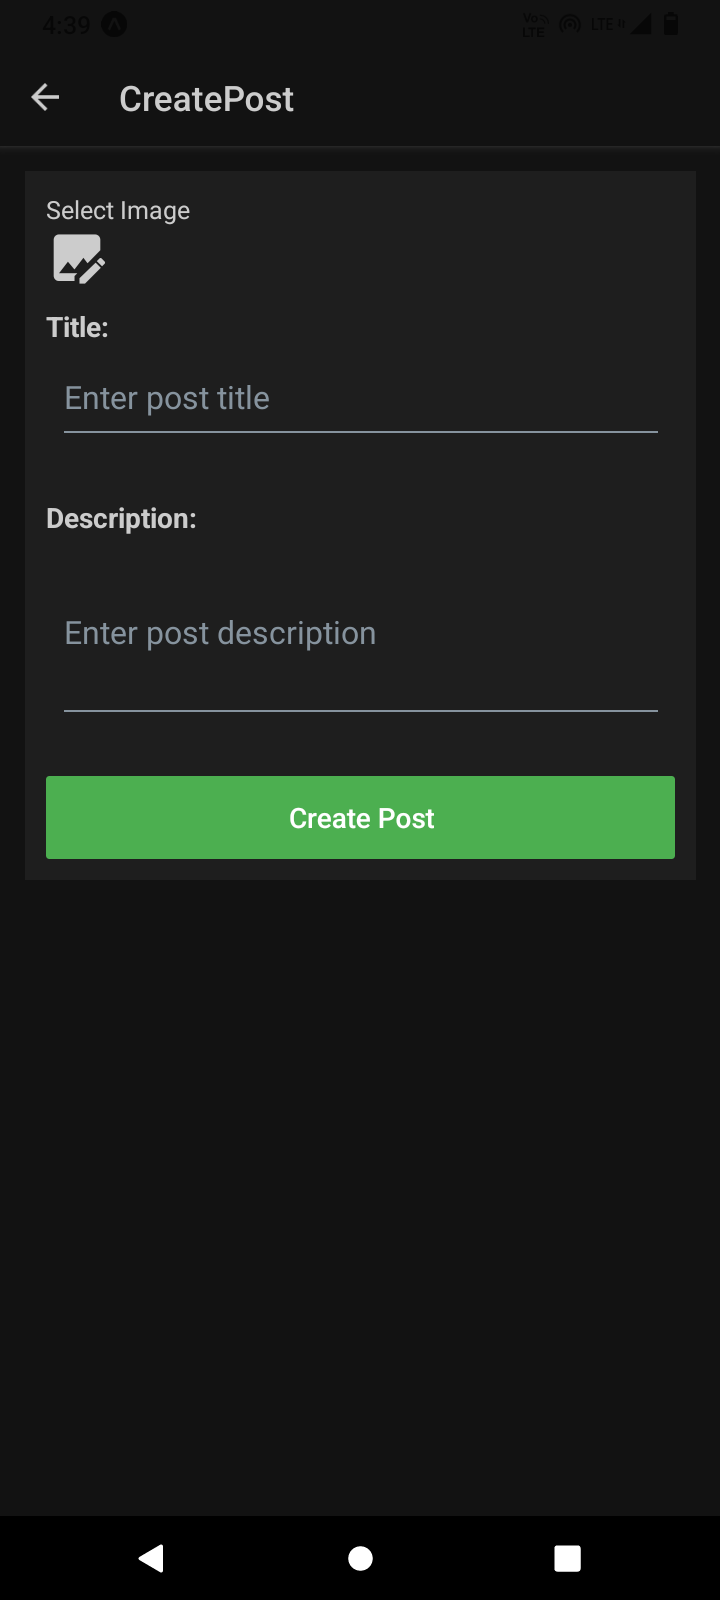 4:39 Vo LTE LTE
CreatePost
Select Image
Title:
Enter post title
Description:
Enter post description
Create Post